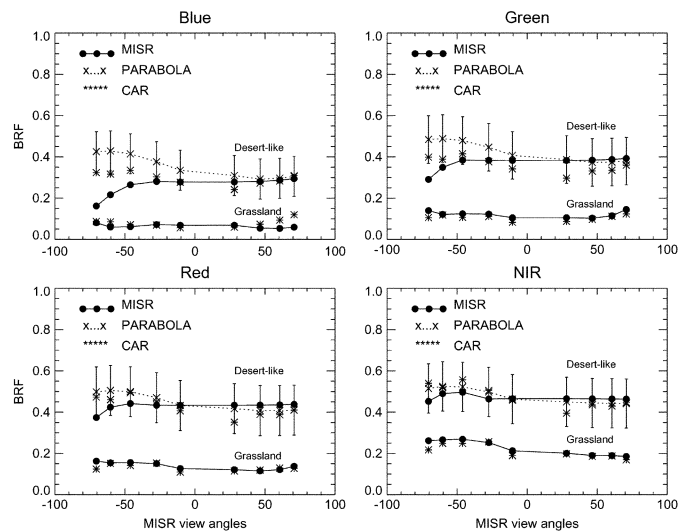 Blue
1.0
0.8
0.6
0.4
0.2
0.0
BRF
MISR
x...x PARABOLA
***** CAR
Desert-like
Grassland
-100 -50 0 50 100
Green
1.0
0.8
0.6
0.4
0.2
0.0
MISR
x...x PARABOLA
***** CAR
Desert-like
Grassland
-100 -50 0 50 100
Red
1.0
0.8
0.6
0.4
0.2
0.0
BRF
MISR
x...x PARABOLA
***** CAR
Desert-like
Grassland
-100 -50 0 50 100
MISR view angles
NIR
1.0
0.8
0.6
0.4
0.2
0.0
MISR
x...x PARABOLA
***** CAR
Desert-like
Grassland
-100 -50 0 50 100
MISR view angles